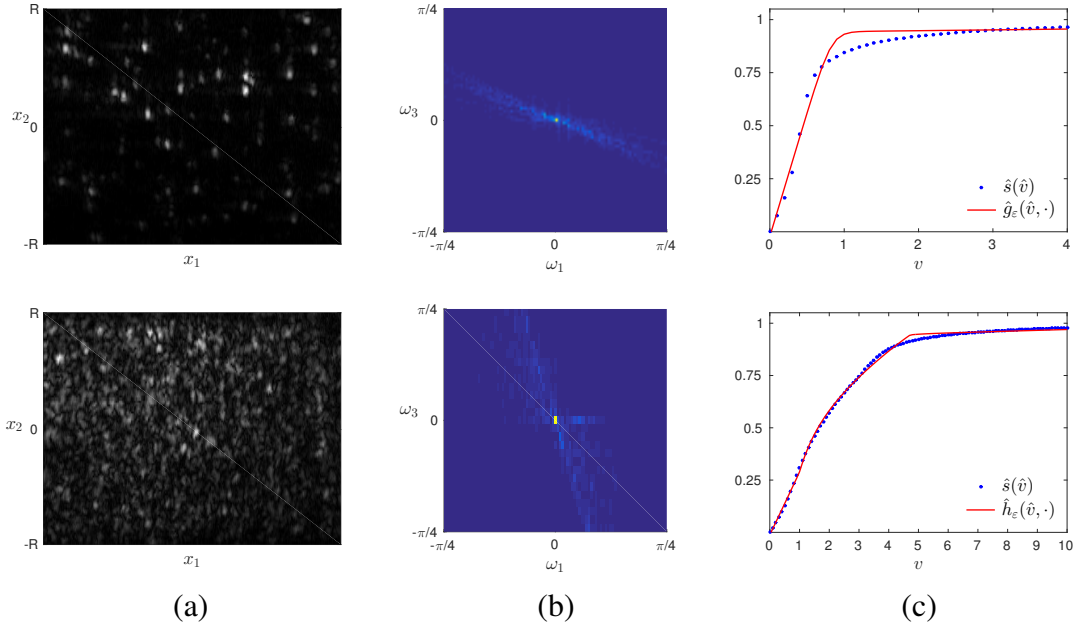 R
x₂
0
-R
x₁
π/4
ω₃
0
-π/4
-π/4 0 π/4
ω₁
1
0.75
0.5
0.25
ŝ(v̂)
ĝ_ε(v̂, ·)
0 1 2 3 4
v
R
x₂
0
-R
x₁
π/4
ω₃
0
-π/4
-π/4 0 π/4
ω₁
1
0.75
0.5
0.25
ŝ(v̂)
ĥ_ε(v̂, ·)
0 1 2 3 4 5 6 7 8 9 10
v
(a) (b) (c)